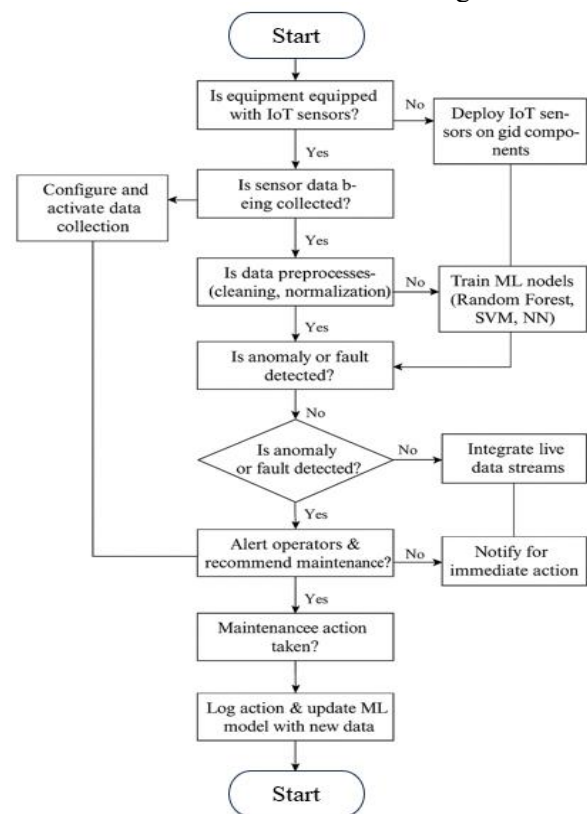 Start
Is equipment equipped
with IoT sensors?
No
Deploy IoT sen-
sors on gid compo-
nents
Yes
Configure and
activate data
collection
Is sensor data b-
eing collected?
Yes
Is data preprocesses-
(cleaning, normalization)
No
Train ML nodels
(Random Forest,
SVM, NN)
Yes
Is anomaly or fault
detected?
No
Is anomaly
or fault detected?
No
Integrate live
data streams
Yes
Alert operators &
recommend maintenance?
No
Notify for
immediate action
Yes
Maintenancee action
taken?
Log action & update ML
model with new data
Start